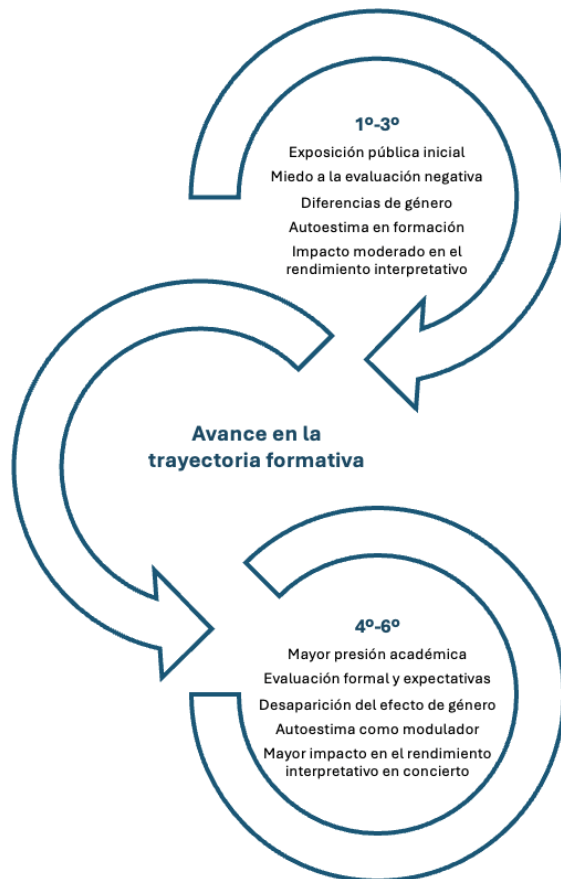 1º-3º
Exposición pública inicial
Miedo a la evaluación negativa
Diferencias de género
Autoestima en formación
Impacto moderado en el
rendimiento interpretativo
Avance en la
trayectoria formativa
4º-6º
Mayor presión académica
Evaluación formal y expectativas
Desaparición del efecto de género
Autoestima como modulador
Mayor impacto en el rendimiento
interpretativo en concierto